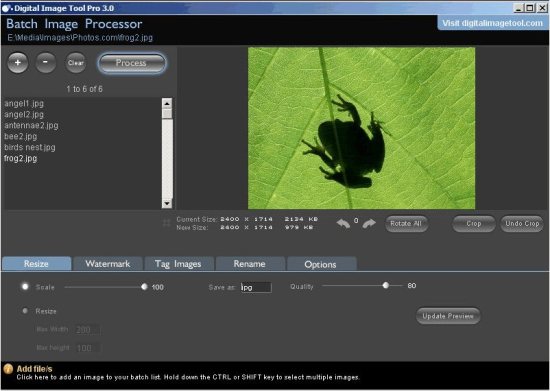 Digital Image Tool Pro 3.0
Batch Image Processor
Visit digitalimagetool.com
E:\Media\Images\Photos.com\frog2.jpg
+
-
Clear
Process
1 to 6 of 6
angel1.jpg
angel2.jpg
antennae2.jpg
bee2.jpg
birds nest.jpg
frog2.jpg
Current Size: 2400 X 1714 2134 KB
New Size: 2400 X 1714 979 KB
0
Rotate All
Crop
Undo Crop
Resize
Watermark
Tag Images
Rename
Options
Scale
100
Save as:
jpg
Quality
80
Resize
Max Width
200
Max height
100
Update Preview
Add file/s
Click here to add an image to your batch list. Hold down the CTRL or SHIFT key to select multiple images.